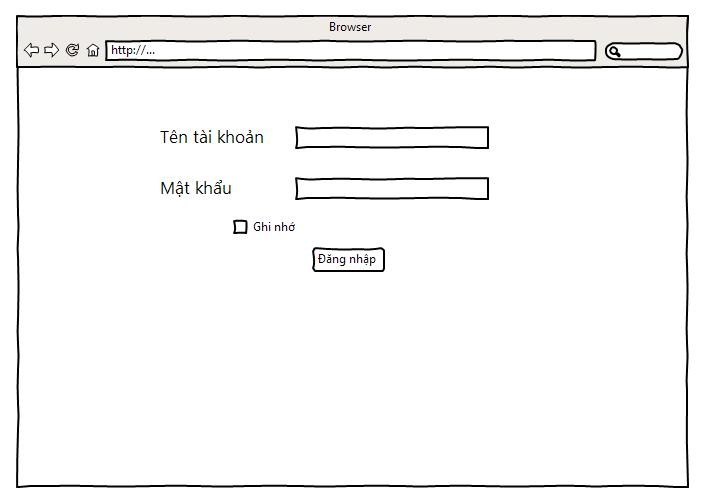 Browser
http://...
Tên tài khoản
Mật khẩu
Ghi nhớ
Đăng nhập